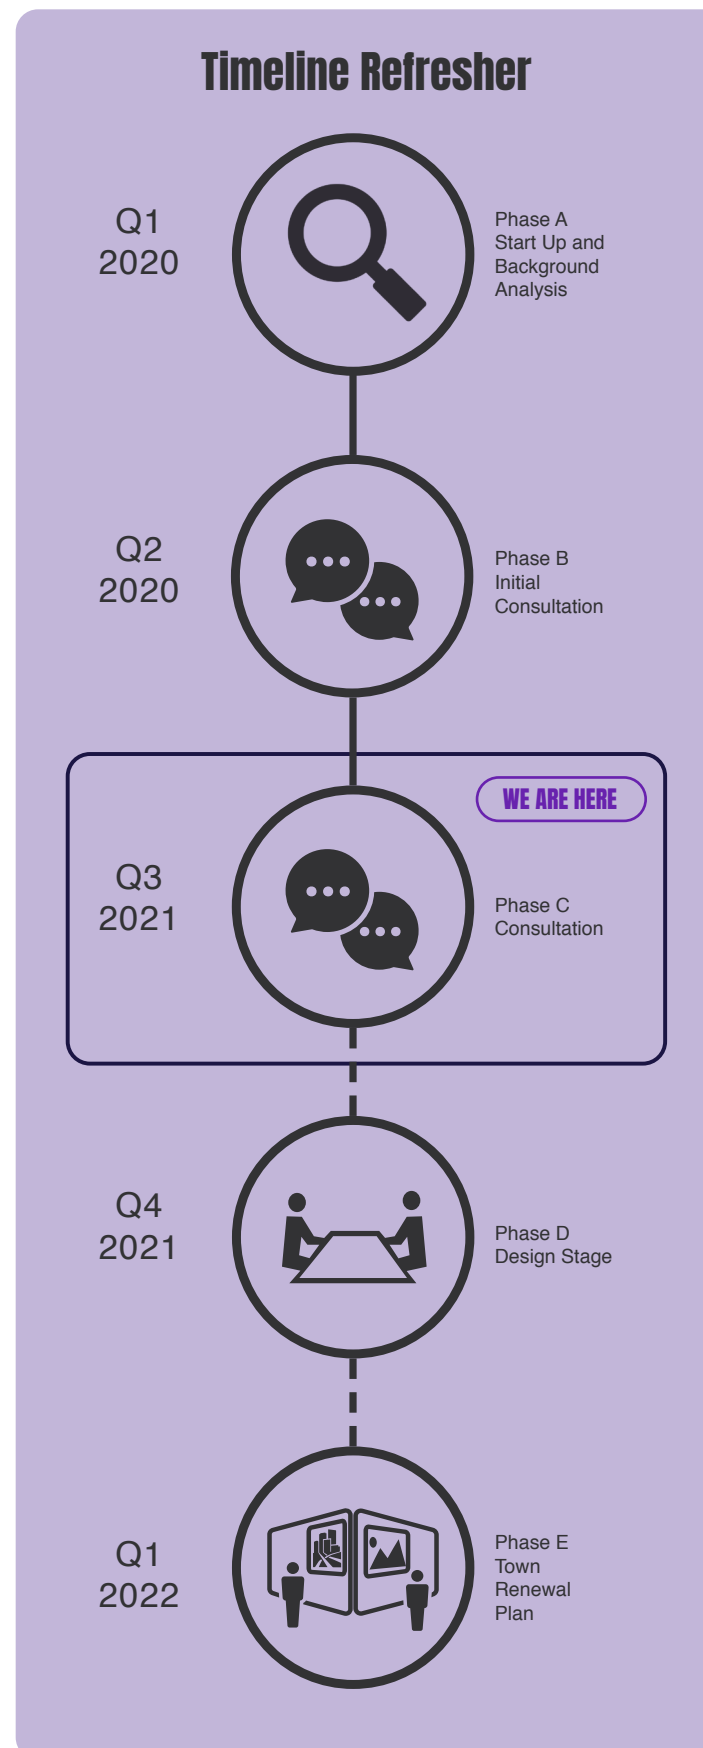 Timeline Refresher
Q1
2020
Phase A
Start Up and
Background
Analysis
Q2
2020
Phase B
Initial
Consultation
WE ARE HERE
Q3
2021
Phase C
Consultation
Q4
2021
Phase D
Design Stage
Q1
2022
Phase E
Town
Renewal
Plan